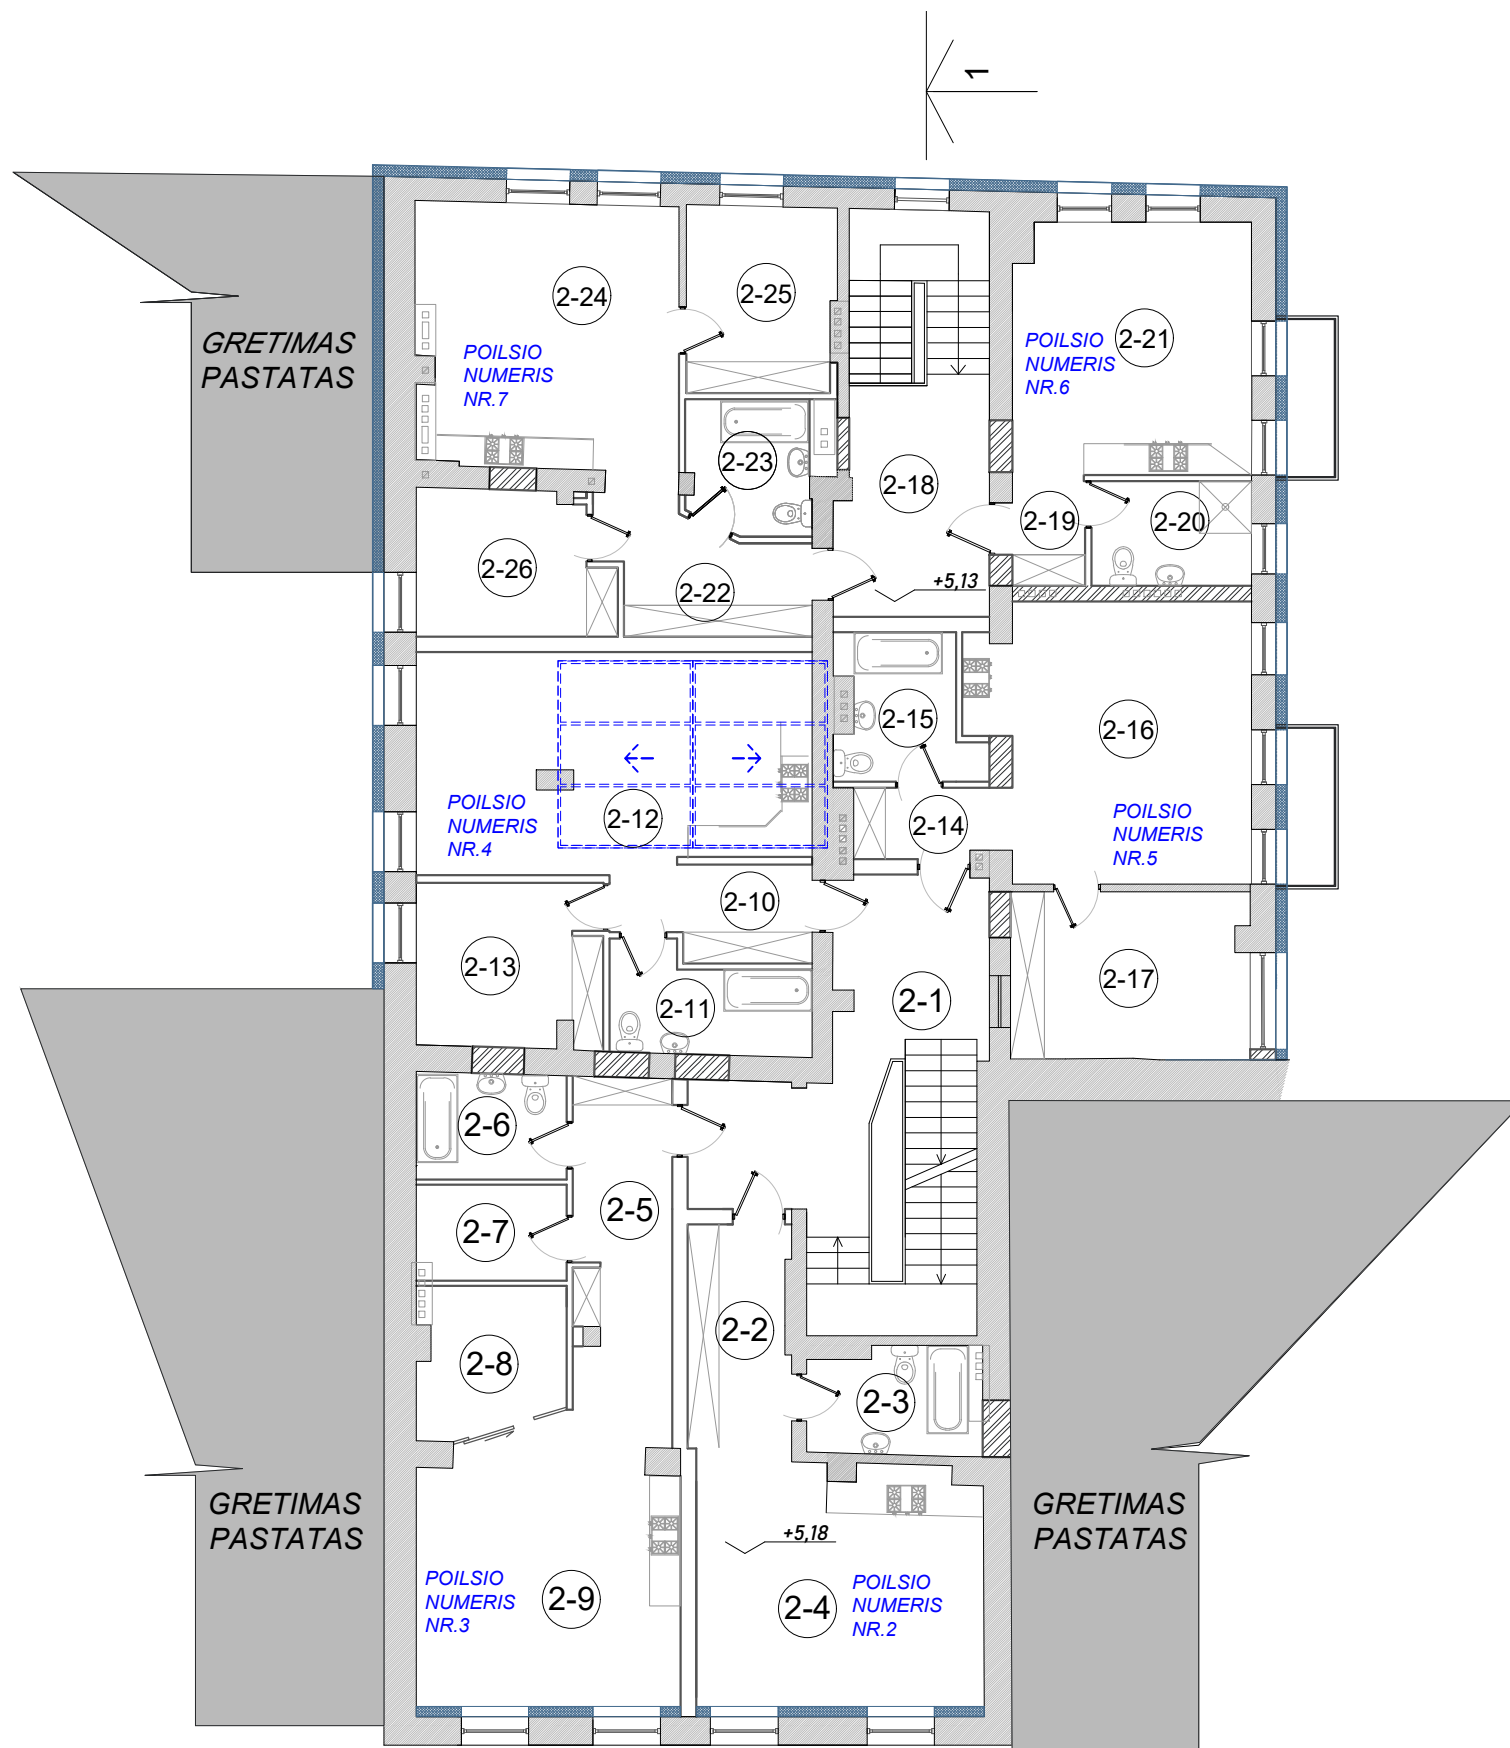 1
2-24
2-25
GRETIMAS
PASTATAS
POILSIO
NUMERIS
NR.7
2-21
POILSIO
NUMERIS
NR.6
2-23
2-18
2-19
2-20
2-26
2-22
+5,13
2-15
2-16
POILSIO
NUMERIS
NR.4
2-12
2-14
POILSIO
NUMERIS
NR.5
2-10
2-13
2-11
2-1
2-17
2-6
2-5
2-7
2-2
2-8
2-3
GRETIMAS
PASTATAS
GRETIMAS
PASTATAS
+5,18
POILSIO
NUMERIS
NR.3
2-9
2-4
POILSIO
NUMERIS
NR.2